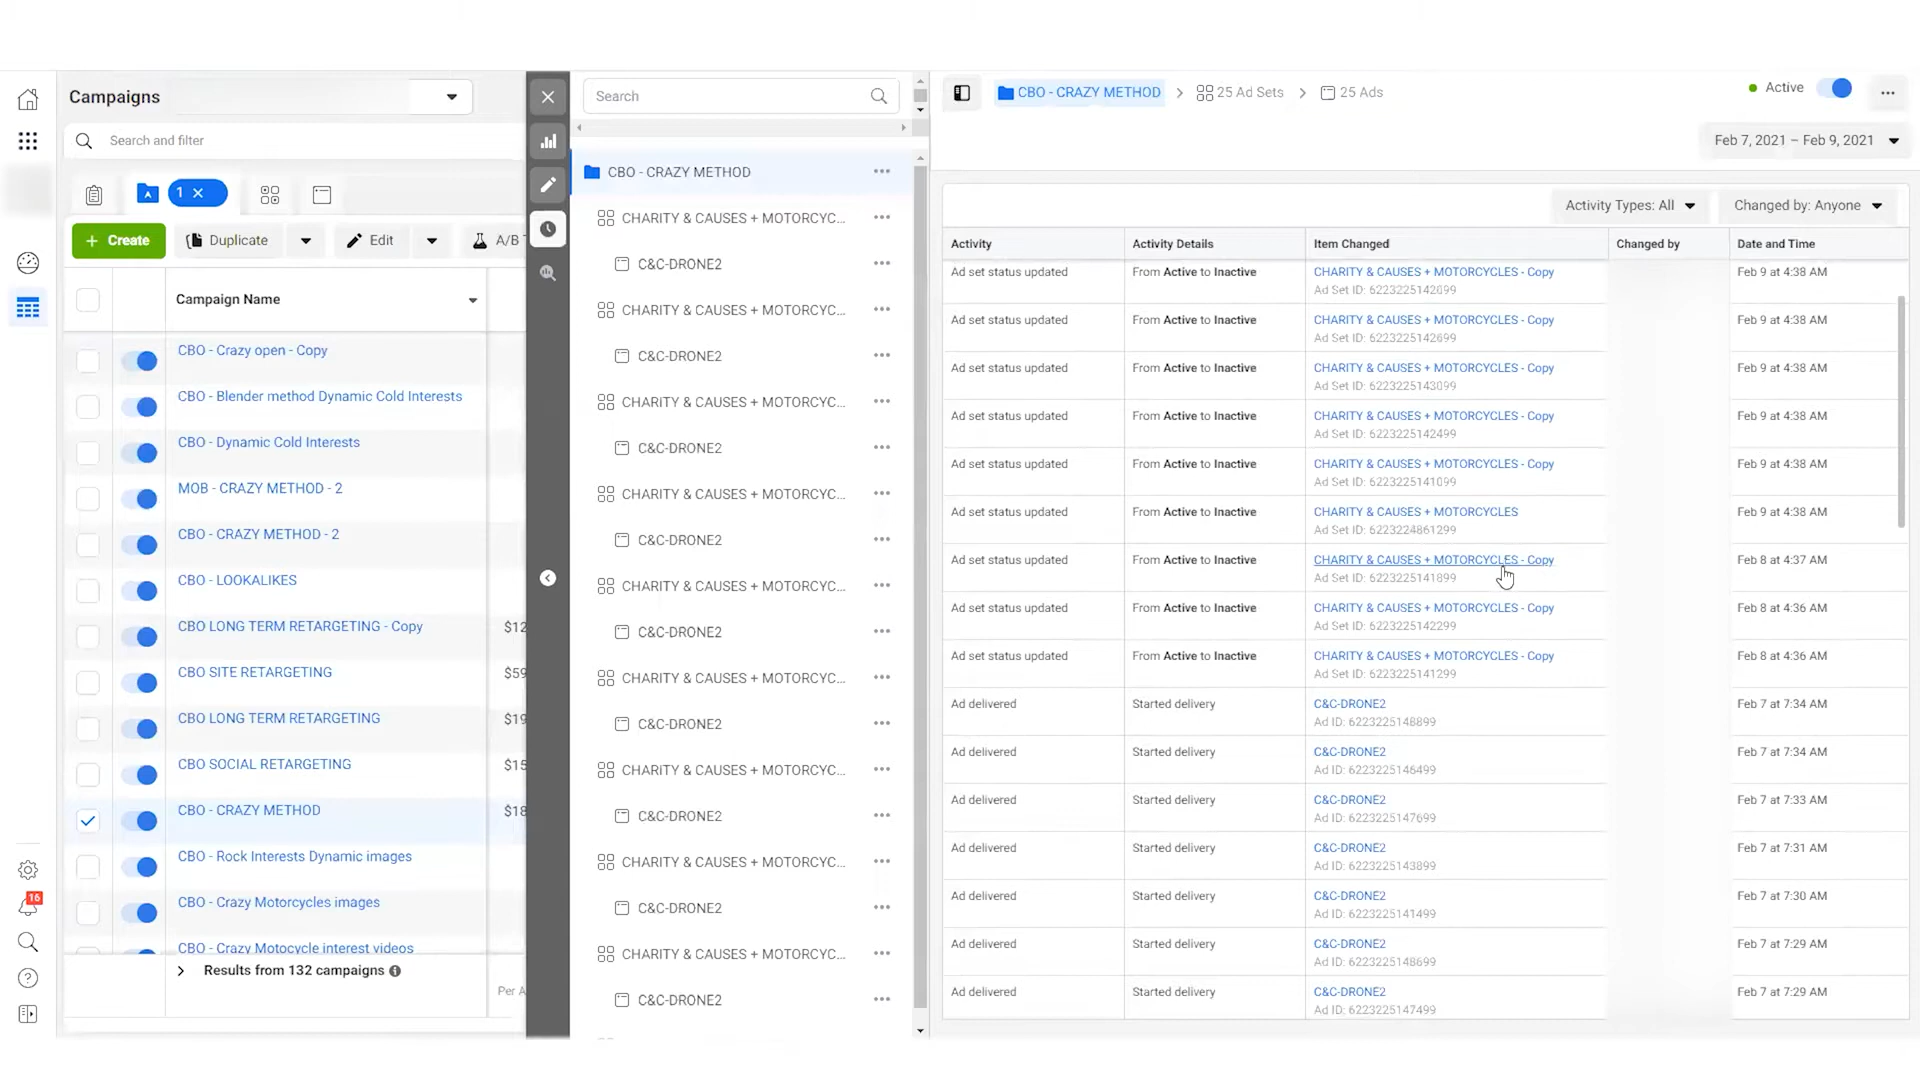 Campaigns
Search and filter
1
+ Create
Duplicate
Edit
A/B T
Campaign Name
CBO - Crazy open - Copy
CBO - Blender method Dynamic Cold Interests
CBO - Dynamic Cold Interests
MOB - CRAZY METHOD - 2
CBO - CRAZY METHOD - 2
CBO - LOOKALIKES
CBO LONG TERM RETARGETING - Copy
$12
CBO SITE RETARGETING
$59
CBO LONG TERM RETARGETING
$19
CBO SOCIAL RETARGETING
$15
CBO - CRAZY METHOD
$18
CBO - Rock Interests Dynamic images
CBO - Crazy Motorcycles images
CBO - Crazy Motocycle interest videos
Results from 132 campaigns
Per A
16
Search
CBO - CRAZY METHOD
CHARITY & CAUSES + MOTORCYC...
C&C-DRONE2
CHARITY & CAUSES + MOTORCYC...
C&C-DRONE2
CHARITY & CAUSES + MOTORCYC...
C&C-DRONE2
CHARITY & CAUSES + MOTORCYC...
C&C-DRONE2
CHARITY & CAUSES + MOTORCYC...
C&C-DRONE2
CHARITY & CAUSES + MOTORCYC...
C&C-DRONE2
CHARITY & CAUSES + MOTORCYC...
C&C-DRONE2
CHARITY & CAUSES + MOTORCYC...
C&C-DRONE2
CHARITY & CAUSES + MOTORCYC...
C&C-DRONE2
CBO - CRAZY METHOD > 25 Ad Sets > 25 Ads
Active
Feb 7, 2021 – Feb 9, 2021
Activity Types: All
Changed by: Anyone
Activity Activity Details Item Changed Changed by Date and Time
Ad set status updated From Active to Inactive CHARITY & CAUSES + MOTORCYCLES - Copy Feb 9 at 4:38 AM
Ad Set ID: 6223225142899
Ad set status updated From Active to Inactive CHARITY & CAUSES + MOTORCYCLES - Copy Feb 9 at 4:38 AM
Ad Set ID: 6223225142699
Ad set status updated From Active to Inactive CHARITY & CAUSES + MOTORCYCLES - Copy Feb 9 at 4:38 AM
Ad Set ID: 6223225143099
Ad set status updated From Active to Inactive CHARITY & CAUSES + MOTORCYCLES - Copy Feb 9 at 4:38 AM
Ad Set ID: 6223225142499
Ad set status updated From Active to Inactive CHARITY & CAUSES + MOTORCYCLES - Copy Feb 9 at 4:38 AM
Ad Set ID: 6223225141099
Ad set status updated From Active to Inactive CHARITY & CAUSES + MOTORCYCLES Feb 9 at 4:38 AM
Ad Set ID: 6223224861299
Ad set status updated From Active to Inactive CHARITY & CAUSES + MOTORCYCLES - Copy Feb 8 at 4:37 AM
Ad Set ID: 6223225141899
Ad set status updated From Active to Inactive CHARITY & CAUSES + MOTORCYCLES - Copy Feb 8 at 4:36 AM
Ad Set ID: 6223225142299
Ad set status updated From Active to Inactive CHARITY & CAUSES + MOTORCYCLES - Copy Feb 8 at 4:36 AM
Ad Set ID: 6223225141299
Ad delivered Started delivery C&C-DRONE2 Feb 7 at 7:34 AM
Ad ID: 6223225148899
Ad delivered Started delivery C&C-DRONE2 Feb 7 at 7:34 AM
Ad ID: 6223225146499
Ad delivered Started delivery C&C-DRONE2 Feb 7 at 7:33 AM
Ad ID: 6223225147699
Ad delivered Started delivery C&C-DRONE2 Feb 7 at 7:31 AM
Ad ID: 6223225143899
Ad delivered Started delivery C&C-DRONE2 Feb 7 at 7:30 AM
Ad ID: 6223225141499
Ad delivered Started delivery C&C-DRONE2 Feb 7 at 7:29 AM
Ad ID: 6223225148699
Ad delivered Started delivery C&C-DRONE2 Feb 7 at 7:29 AM
Ad ID: 6223225147499